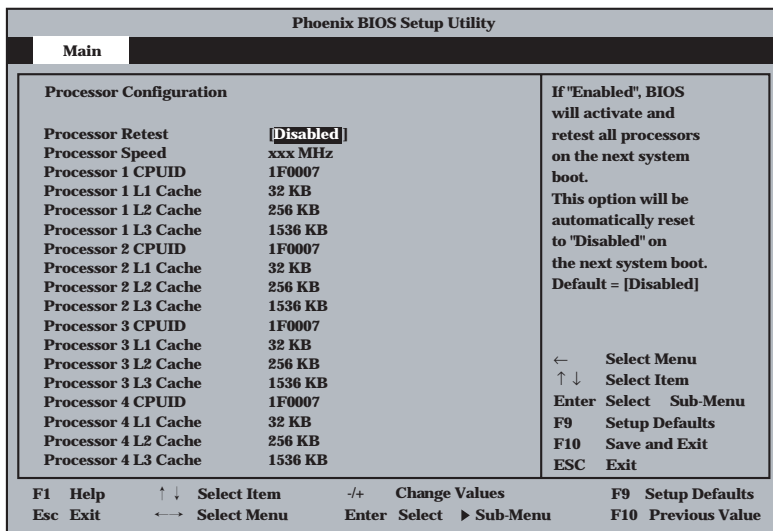 Phoenix BIOS Setup Utility
Main
Processor Configuration
Processor Retest [Disabled]
Processor Speed xxx MHz
Processor 1 CPUID 1F0007
Processor 1 L1 Cache 32 KB
Processor 1 L2 Cache 256 KB
Processor 1 L3 Cache 1536 KB
Processor 2 CPUID 1F0007
Processor 2 L1 Cache 32 KB
Processor 2 L2 Cache 256 KB
Processor 2 L3 Cache 1536 KB
Processor 3 CPUID 1F0007
Processor 3 L1 Cache 32 KB
Processor 3 L2 Cache 256 KB
Processor 3 L3 Cache 1536 KB
Processor 4 CPUID 1F0007
Processor 4 L1 Cache 32 KB
Processor 4 L2 Cache 256 KB
Processor 4 L3 Cache 1536 KB
If "Enabled", BIOS
will activate and
retest all processors
on the next system
boot.
This option will be
automatically reset
to "Disabled" on
the next system boot.
Default = [Disabled]
← Select Menu
↑ ↓ Select Item
Enter Select Sub-Menu
F9 Setup Defaults
F10 Save and Exit
ESC Exit
F1 Help ↑ ↓ Select Item -/+ Change Values F9 Setup Defaults
Esc Exit ←→ Select Menu Enter Select ▶ Sub-Menu F10 Previous Value